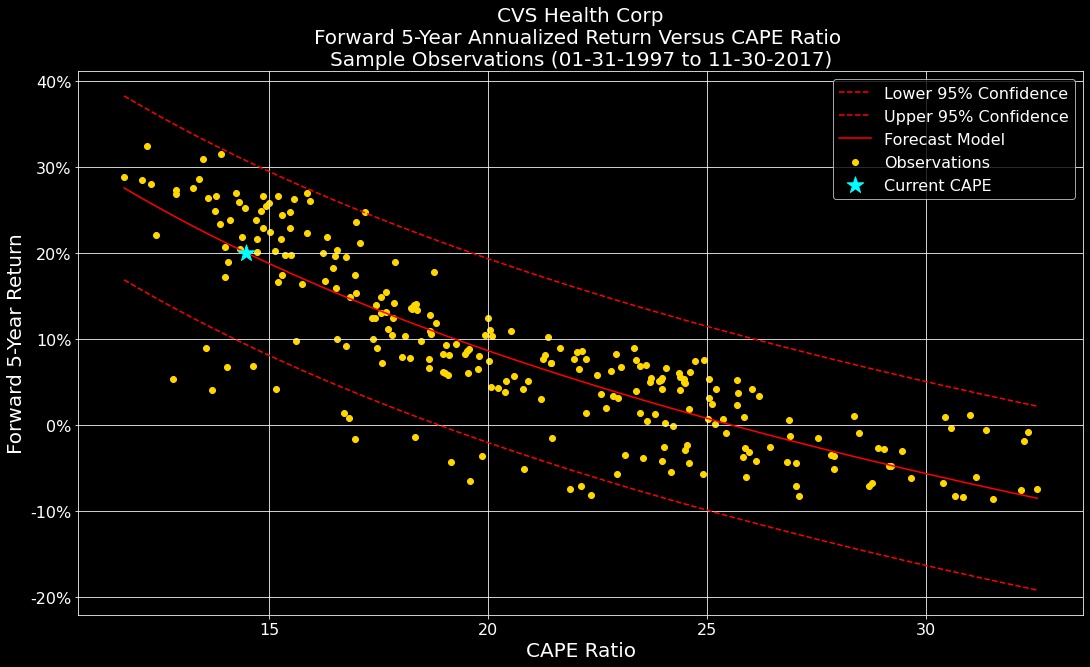 CVS Health Corp
Forward 5-Year Annualized Return Versus CAPE Ratio
Sample Observations (01-31-1997 to 11-30-2017)
Lower 95% Confidence
Upper 95% Confidence
Forecast Model
Observations
Current CAPE
Forward 5-Year Return
40%
30%
20%
10%
0%
-10%
-20%
15
20
25
30
CAPE Ratio